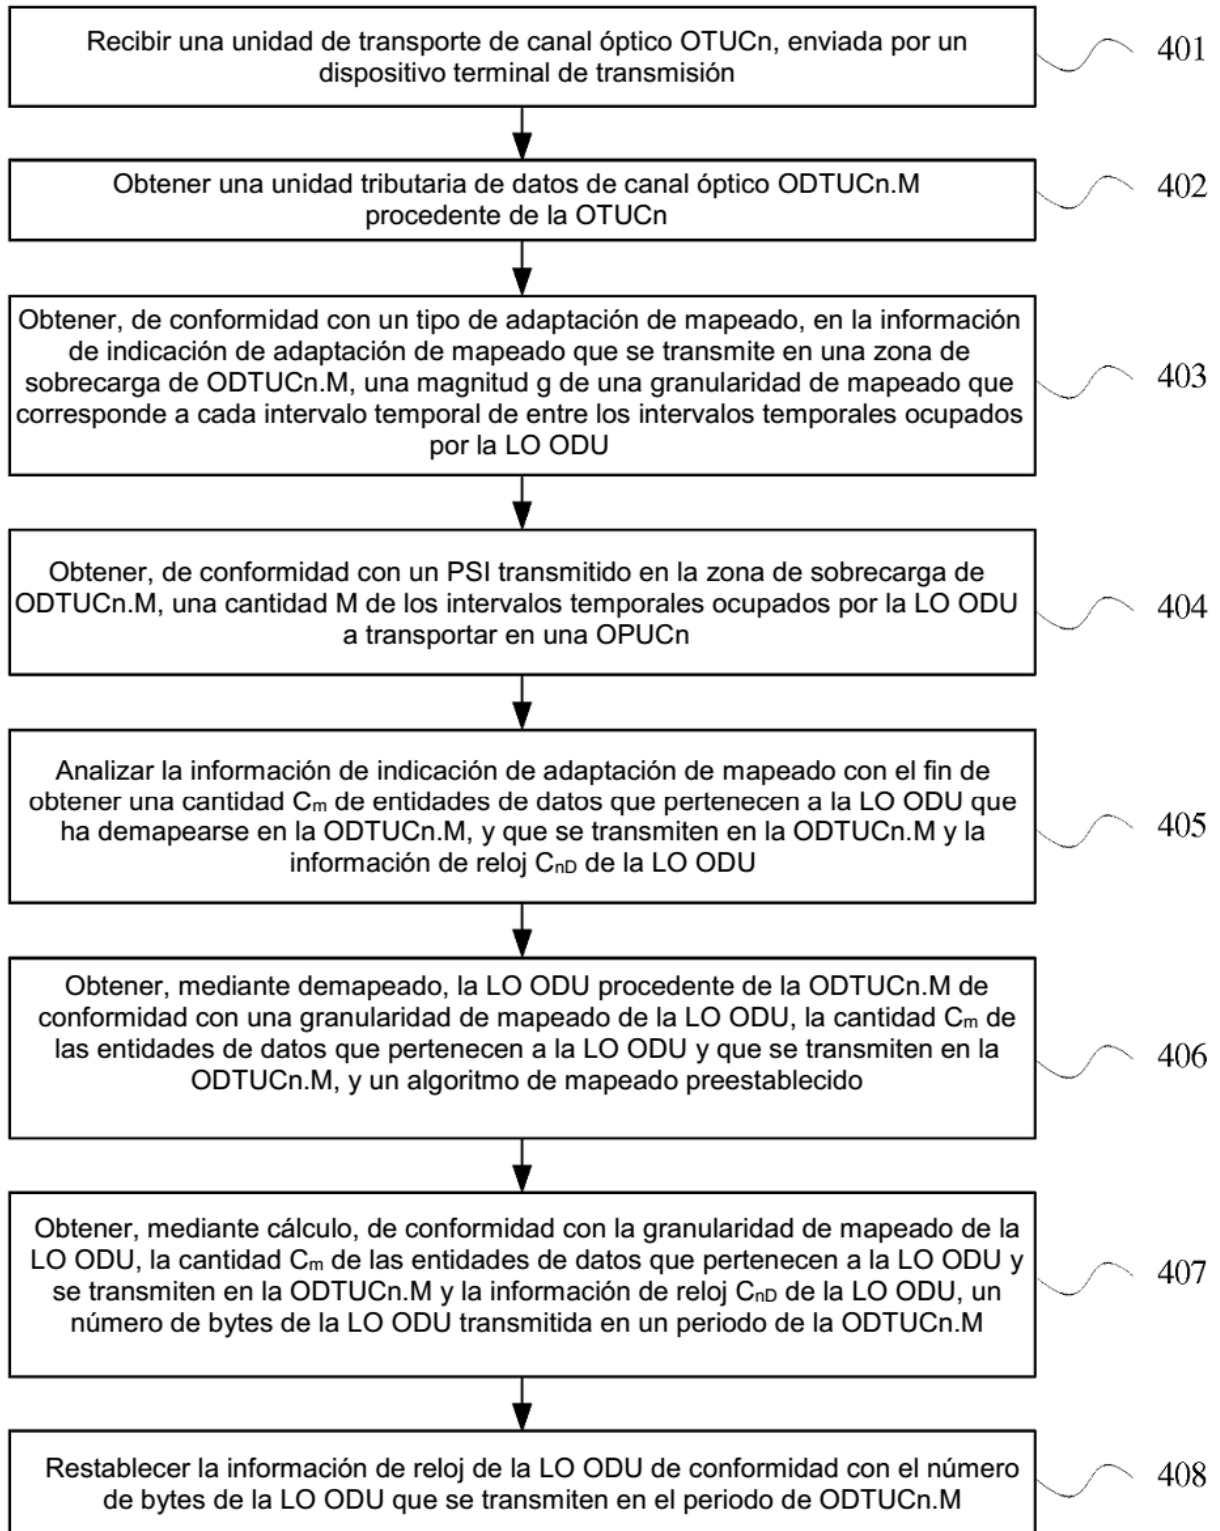 Recibir una unidad de transporte de canal óptico OTUCn, enviada por un
dispositivo terminal de transmisión
401
Obtener una unidad tributaria de datos de canal óptico ODTUCn.M
procedente de la OTUCn
402
Obtener, de conformidad con un tipo de adaptación de mapeado, en la información
de indicación de adaptación de mapeado que se transmite en una zona de
sobrecarga de ODTUCn.M, una magnitud g de una granularidad de mapeado que
corresponde a cada intervalo temporal de entre los intervalos temporales ocupados
por la LO ODU
403
Obtener, de conformidad con un PSI transmitido en la zona de sobrecarga de
ODTUCn.M, una cantidad M de los intervalos temporales ocupados por la LO ODU
a transportar en una OPUCn
404
Analizar la información de indicación de adaptación de mapeado con el fin de
obtener una cantidad Cm de entidades de datos que pertenecen a la LO ODU que
ha demapearse en la ODTUCn.M, y que se transmiten en la ODTUCn.M y la
información de reloj CnD de la LO ODU
405
Obtener, mediante demapeado, la LO ODU procedente de la ODTUCn.M de
conformidad con una granularidad de mapeado de la LO ODU, la cantidad Cm de
las entidades de datos que pertenecen a la LO ODU y que se transmiten en la
ODTUCn.M, y un algoritmo de mapeado preestablecido
406
Obtener, mediante cálculo, de conformidad con la granularidad de mapeado de la
LO ODU, la cantidad Cm de las entidades de datos que pertenecen a la LO ODU y
se transmiten en la ODTUCn.M y la información de reloj CnD de la LO ODU, un
número de bytes de la LO ODU transmitida en un periodo de la ODTUCn.M
407
Restablecer la información de reloj de la LO ODU de conformidad con el número
de bytes de la LO ODU que se transmiten en el periodo de ODTUCn.M
408